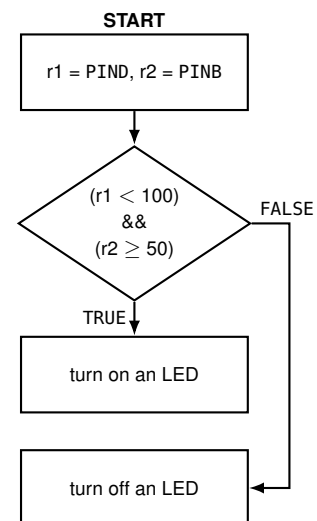 START
r1 = PIND, r2 = PINB
(r1 < 100)
&&
(r2 ≥ 50)
FALSE
TRUE
turn on an LED
turn off an LED